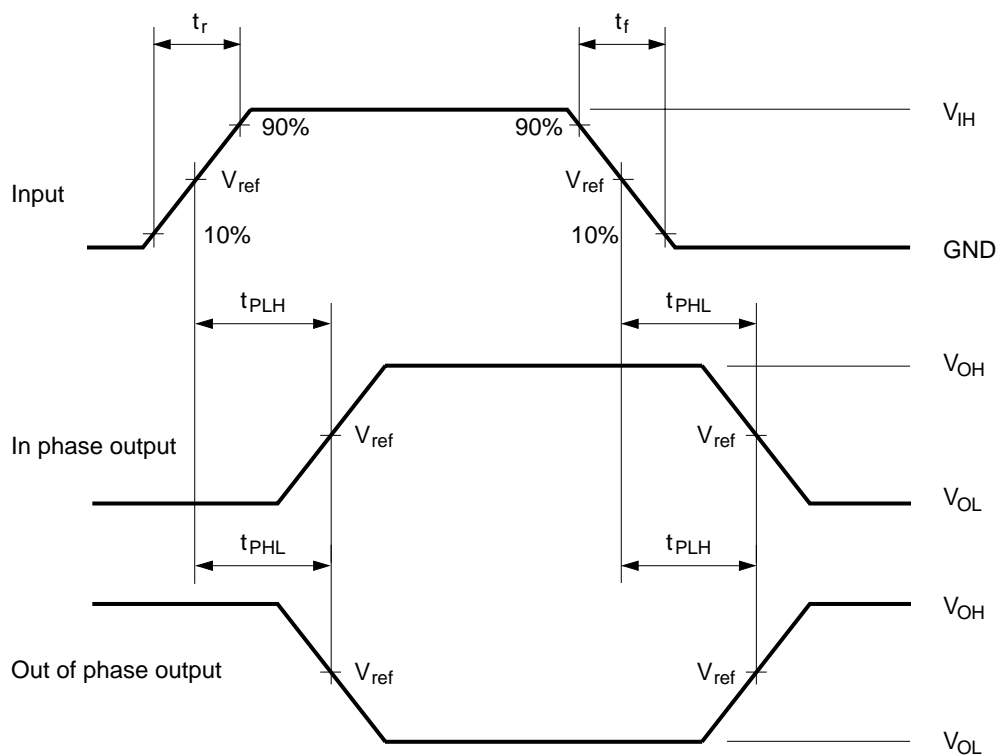 tr tf
90% 90% VIH
Input Vref Vref
10% 10% GND
tPLH tPHL
VOH
In phase output Vref Vref
VOL
tPHL tPLH
VOH
Out of phase output Vref Vref
VOL